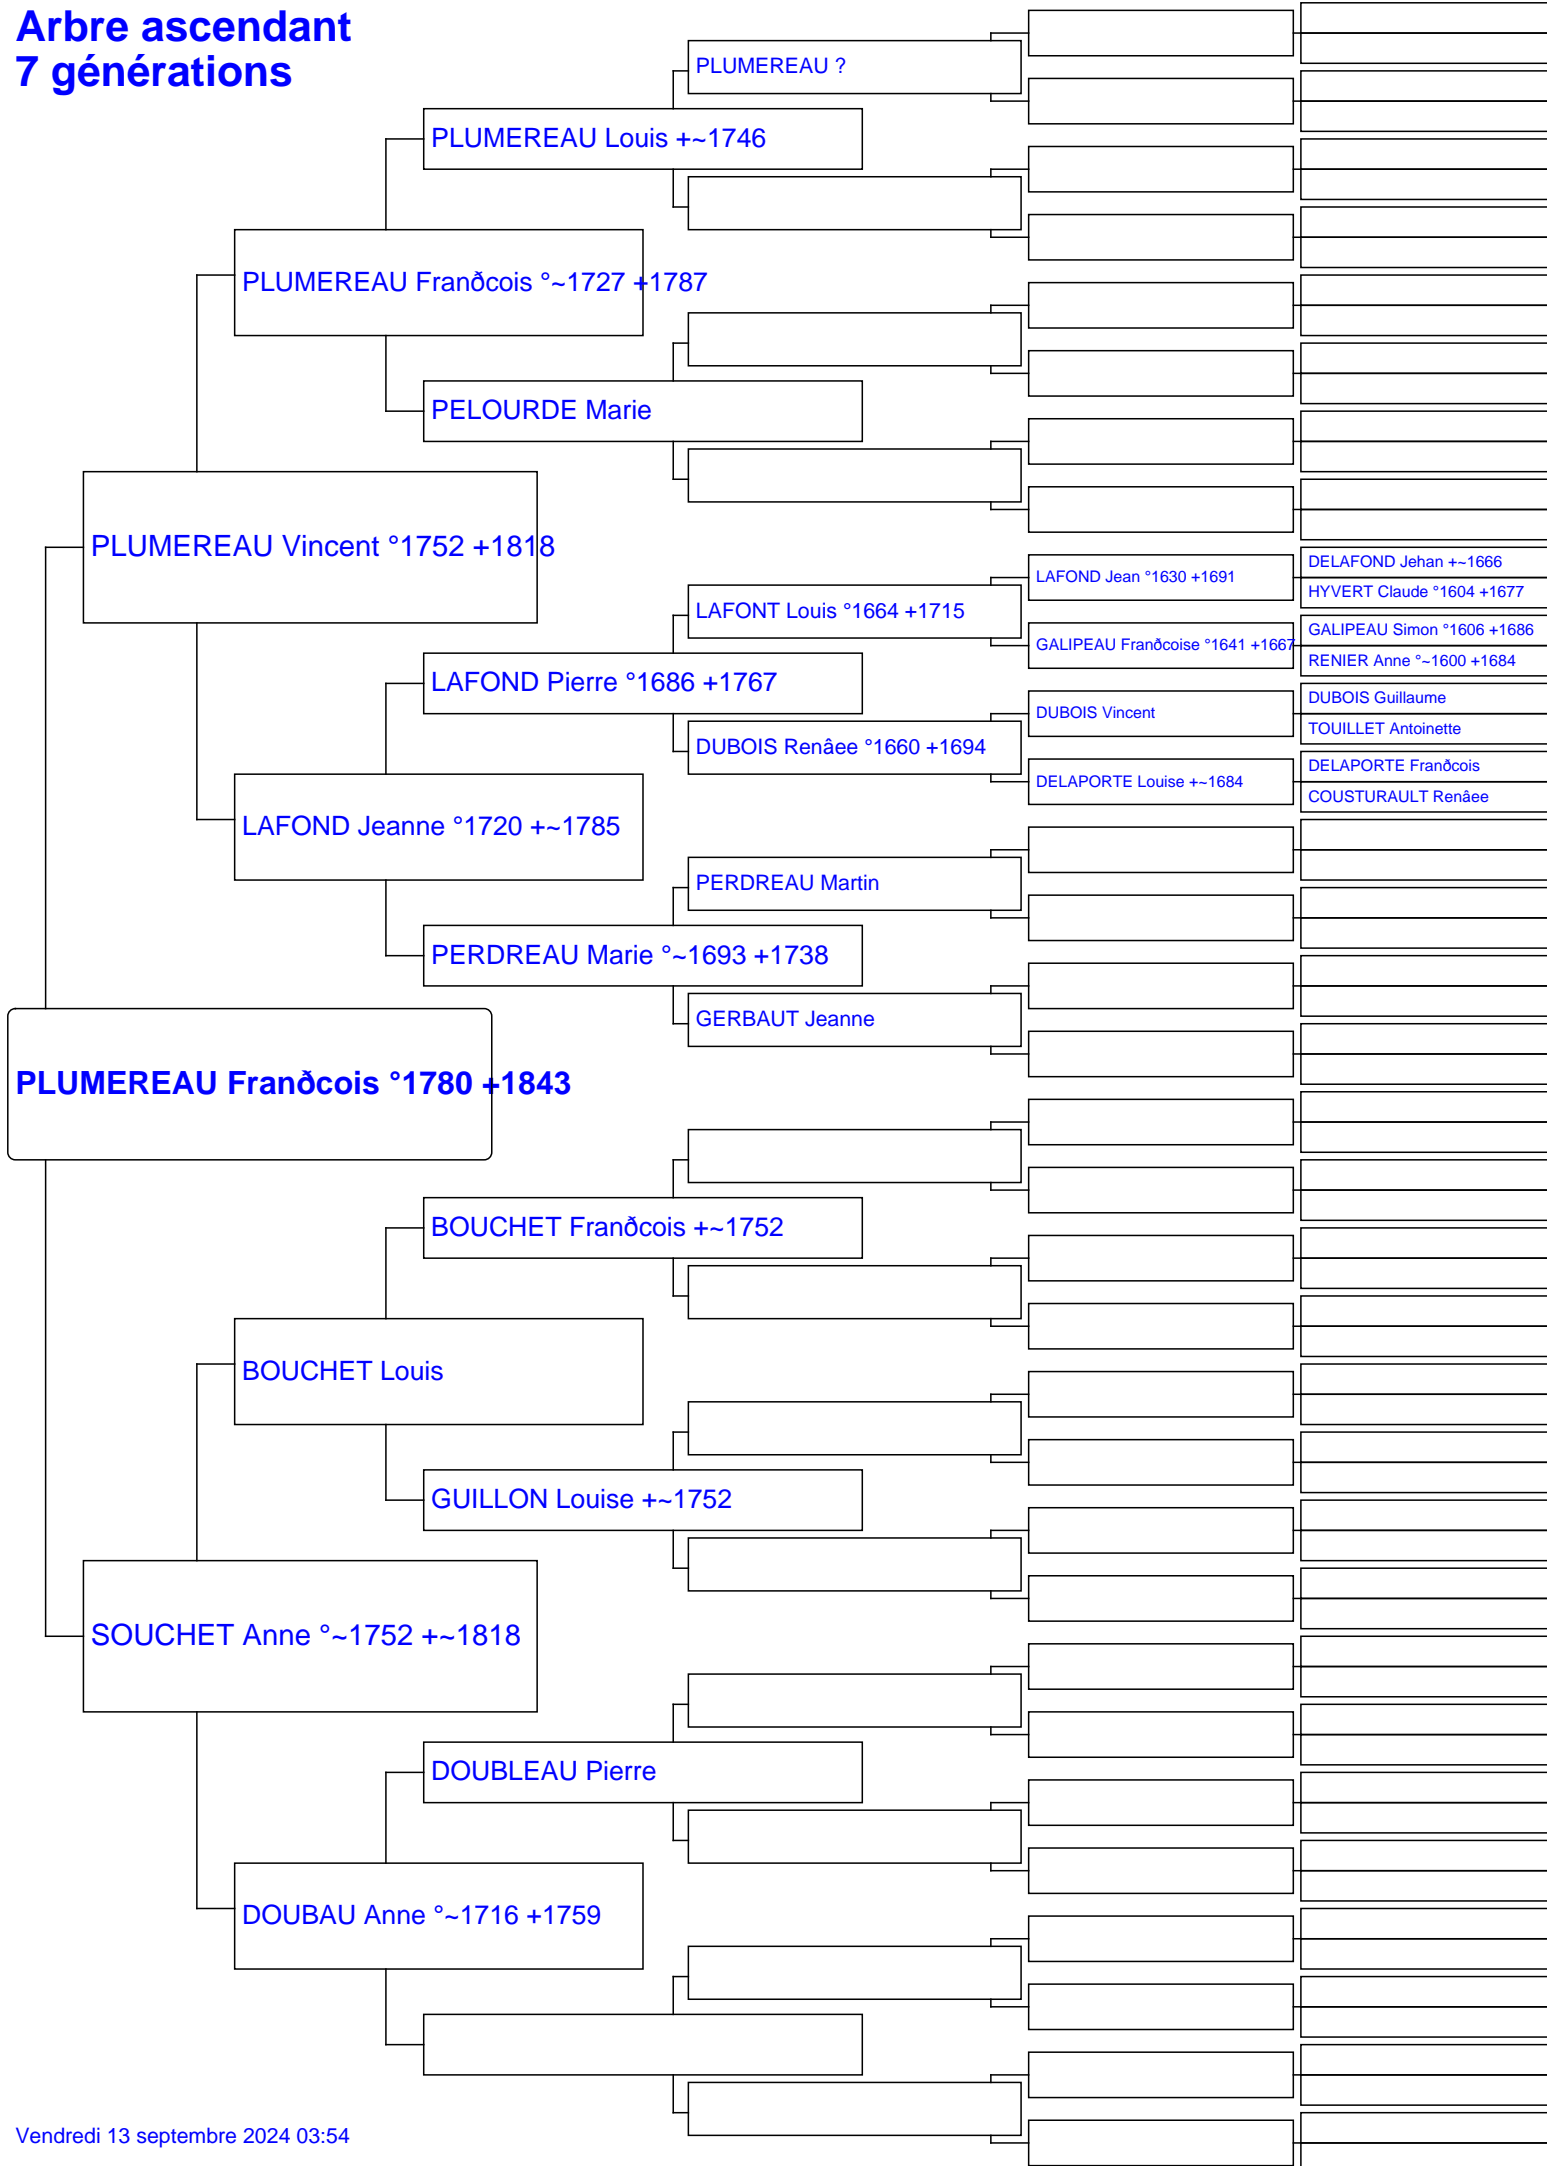 Arbre ascendant
7 générations
PLUMEREAU ?
PLUMEREAU Louis +~1746
PLUMEREAU Franðcois °~1727 +1787
PELOURDE Marie
PLUMEREAU Vincent °1752 +1818
LAFOND Jean °1630 +1691
DELAFOND Jehan +~1666
HYVERT Claude °1604 +1677
LAFONT Louis °1664 +1715
GALIPEAU Franðcoise °1641 +1667
GALIPEAU Simon °1606 +1686
RENIER Anne °~1600 +1684
LAFOND Pierre °1686 +1767
DUBOIS Vincent
DUBOIS Guillaume
TOUILLET Antoinette
DUBOIS Renâee °1660 +1694
DELAPORTE Louise +~1684
DELAPORTE Franðcois
COUSTURAULT Renâee
LAFOND Jeanne °1720 +~1785
PERDREAU Martin
PERDREAU Marie °~1693 +1738
GERBAUT Jeanne
PLUMEREAU Franðcois °1780 +1843
BOUCHET Franðcois +~1752
BOUCHET Louis
GUILLON Louise +~1752
SOUCHET Anne °~1752 +~1818
DOUBLEAU Pierre
DOUBAU Anne °~1716 +1759
Vendredi 13 septembre 2024 03:54